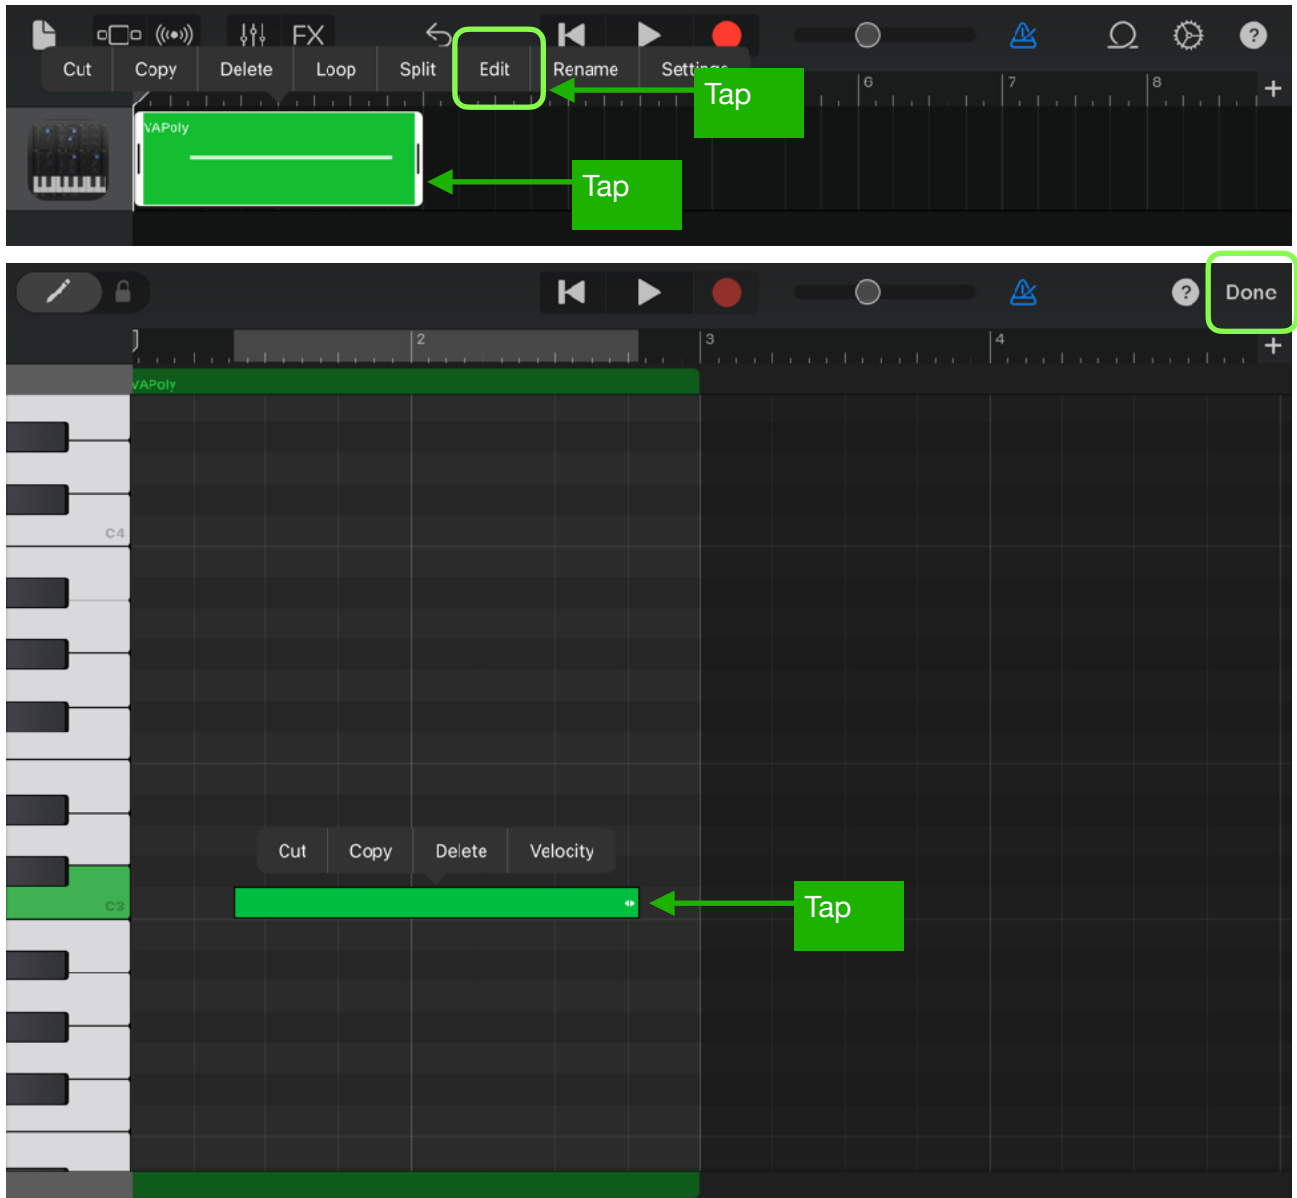 FX
Cut Copy Delete Loop Split Edit Rename Settings
Tap
6 7 8 +
VAPoly
Tap
? Done
2 3 4 +
VAPoly
C4
Cut Copy Delete Velocity
C3
Tap